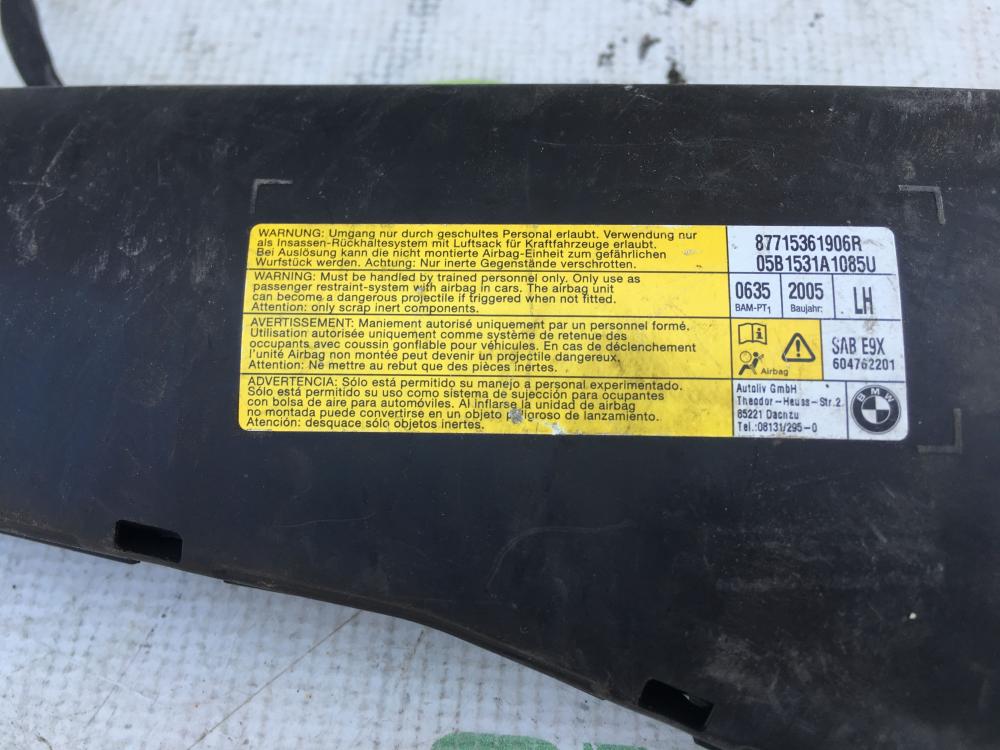 WARNUNG: Umgang nur durch geschultes Personal erlaubt. Verwendung nur
als Insassen-Rückhaltesystem mit Luftsack für Kraftfahrzeuge erlaubt.
Bei Auslösung kann die nicht montierte Airbag-Einheit zum gefährlichen
Wurfstück werden. Achtung: Nur inerte Gegenstände verschrotten.
WARNING: Must be handled by trained personnel only. Only use as
passenger restraint-system with airbag in cars. The airbag unit
can become a dangerous projectile if triggered when not fitted.
Attention: only scrap inert components.
AVERTISSEMENT: Maniement autorisé uniquement par un personnel formé.
Utilisation autorisée uniquement comme système de retenue des
occupants avec coussin gonflable pour véhicules. En cas de déclenchement
l'unité Airbag non montée peut devenir un projectile dangereux.
Attention: Ne mettre au rebut que des pièces inertes.
ADVERTENCIA: Sólo está permitido su manejo a personal experimentado.
Sólo está permitido su uso como sistema de sujección para ocupantes
con bolsa de aire para automóviles. Al inflarse la unidad de airbag
no montada puede convertirse en un objeto peligroso de lanzamiento.
Atención: desguace sólo objetos inertes.
87715361906R
05B1531A1085U
0635 2005 LH
BAM-PT1 Baujahr:
Airbag
SAB E9X
604762201
Autoliv GmbH
Theodor-Heuss-Str.2
85221 Dachzu
Tel.:08131/295-0
BMW